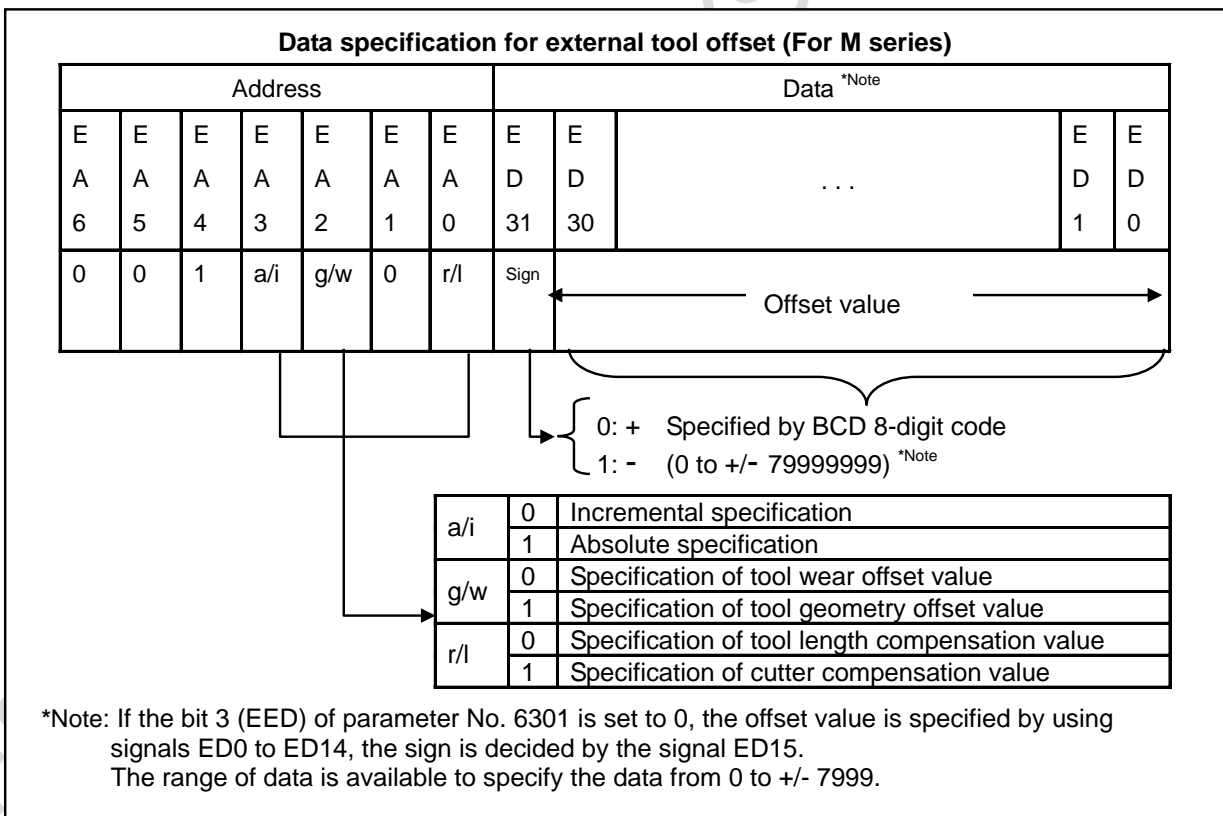 Data specification for external tool offset (For M series)
Address Data *Note
E E E E E E E E E E E
A A A A A A A D D . . . D D
6 5 4 3 2 1 0 31 30 1 0
0 0 1 a/i g/w 0 r/l Sign Offset value
0: + Specified by BCD 8-digit code
1: - (0 to +/- 79999999) *Note
a/i 0 Incremental specification
1 Absolute specification
g/w 0 Specification of tool wear offset value
1 Specification of tool geometry offset value
r/l 0 Specification of tool length compensation value
1 Specification of cutter compensation value
*Note: If the bit 3 (EED) of parameter No. 6301 is set to 0, the offset value is specified by using
signals ED0 to ED14, the sign is decided by the signal ED15.
The range of data is available to specify the data from 0 to +/- 7999.